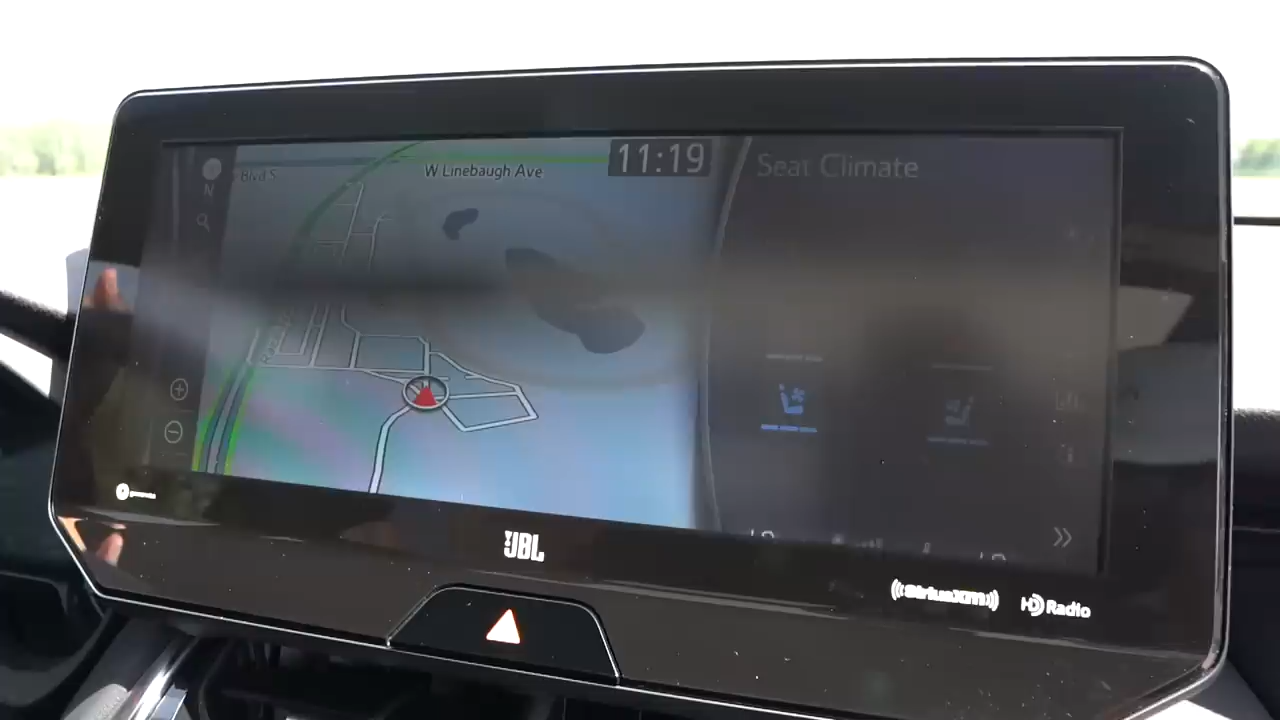 N
Blvd S
W Linebaugh Ave
11:19
Seat Climate
JBL
((SiriusXM))
HD Radio